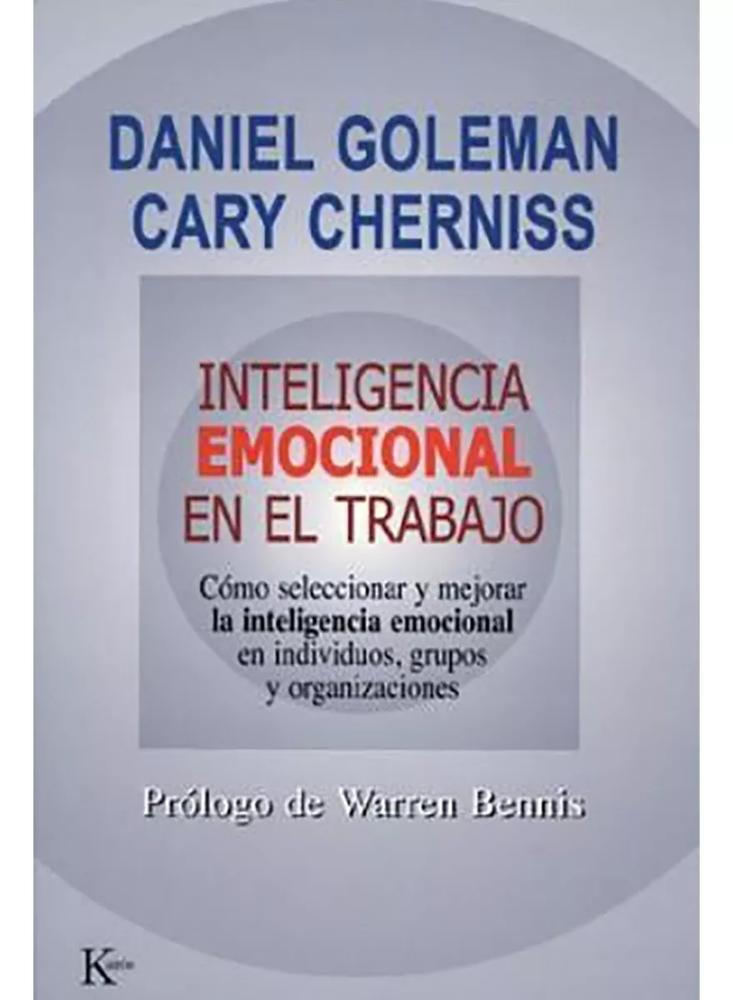 DANIEL GOLEMAN
CARY CHERNISS
INTELIGENCIA
EMOCIONAL
EN EL TRABAJO
Cómo seleccionar y mejorar
la inteligencia emocional
en individuos, grupos
y organizaciones
Prólogo de Warren Bennis
Kairós